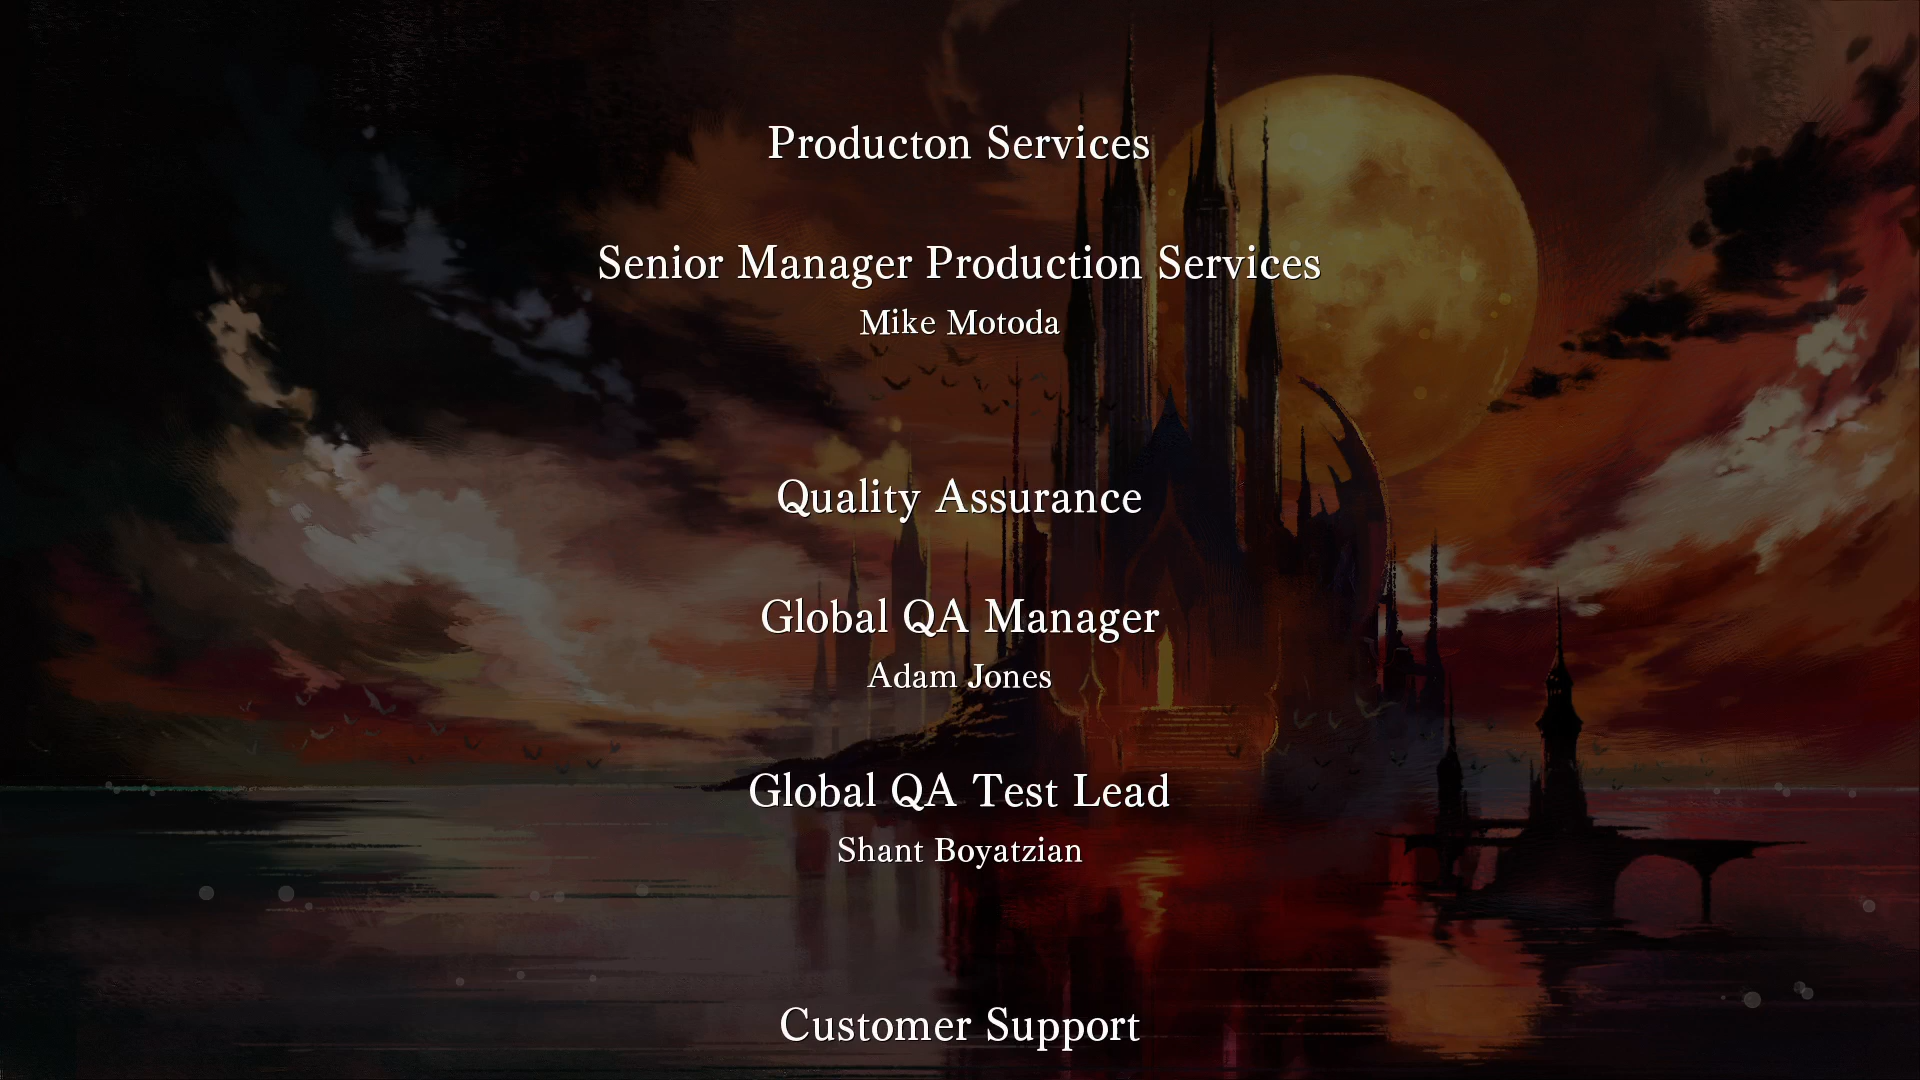 Producton Services
Senior Manager Production Services
Mike Motoda
Quality Assurance
Global QA Manager
Adam Jones
Global QA Test Lead
Shant Boyatzian
Customer Support